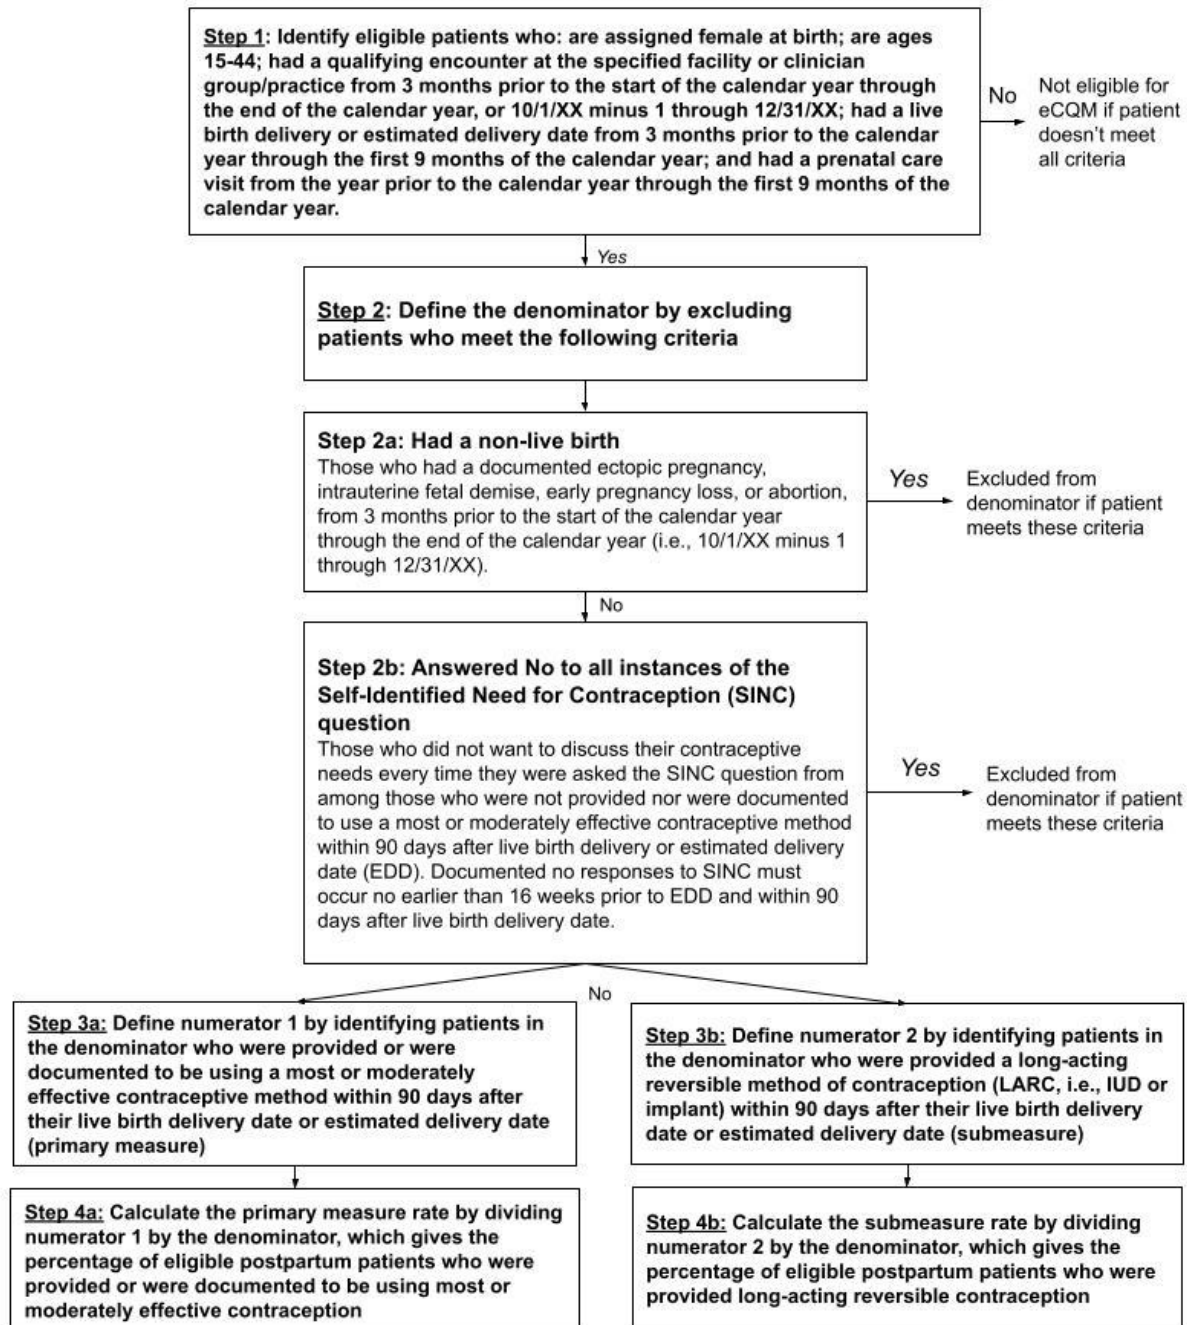 Step 1: Identify eligible patients who: are assigned female at birth; are ages
15-44; had a qualifying encounter at the specified facility or clinician
group/practice from 3 months prior to the start of the calendar year through
the end of the calendar year, or 10/1/XX minus 1 through 12/31/XX; had a live
birth delivery or estimated delivery date from 3 months prior to the calendar
year through the first 9 months of the calendar year; and had a prenatal care
visit from the year prior to the calendar year through the first 9 months of the
calendar year.
No
Not eligible for
eCQM if patient
doesn't meet
all criteria
Yes
Step 2: Define the denominator by excluding
patients who meet the following criteria
Step 2a: Had a non-live birth
Those who had a documented ectopic pregnancy,
intrauterine fetal demise, early pregnancy loss, or abortion,
from 3 months prior to the start of the calendar year
through the end of the calendar year (i.e., 10/1/XX minus 1
through 12/31/XX).
Yes
Excluded from
denominator if patient
meets these criteria
No
Step 2b: Answered No to all instances of the
Self-Identified Need for Contraception (SINC)
question
Those who did not want to discuss their contraceptive
needs every time they were asked the SINC question from
among those who were not provided nor were documented
to use a most or moderately effective contraceptive method
within 90 days after live birth delivery or estimated delivery
date (EDD). Documented no responses to SINC must
occur no earlier than 16 weeks prior to EDD and within 90
days after live birth delivery date.
Yes
Excluded from
denominator if patient
meets these criteria
No
Step 3a: Define numerator 1 by identifying patients in
the denominator who were provided or were
documented to be using a most or moderately
effective contraceptive method within 90 days after
their live birth delivery date or estimated delivery date
(primary measure)
Step 3b: Define numerator 2 by identifying patients in
the denominator who were provided a long-acting
reversible method of contraception (LARC, i.e., IUD or
implant) within 90 days after their live birth delivery
date or estimated delivery date (submeasure)
Step 4a: Calculate the primary measure rate by dividing
numerator 1 by the denominator, which gives the
percentage of eligible postpartum patients who were
provided or were documented to be using most or
moderately effective contraception
Step 4b: Calculate the submeasure rate by dividing
numerator 2 by the denominator, which gives the
percentage of eligible postpartum patients who were
provided long-acting reversible contraception